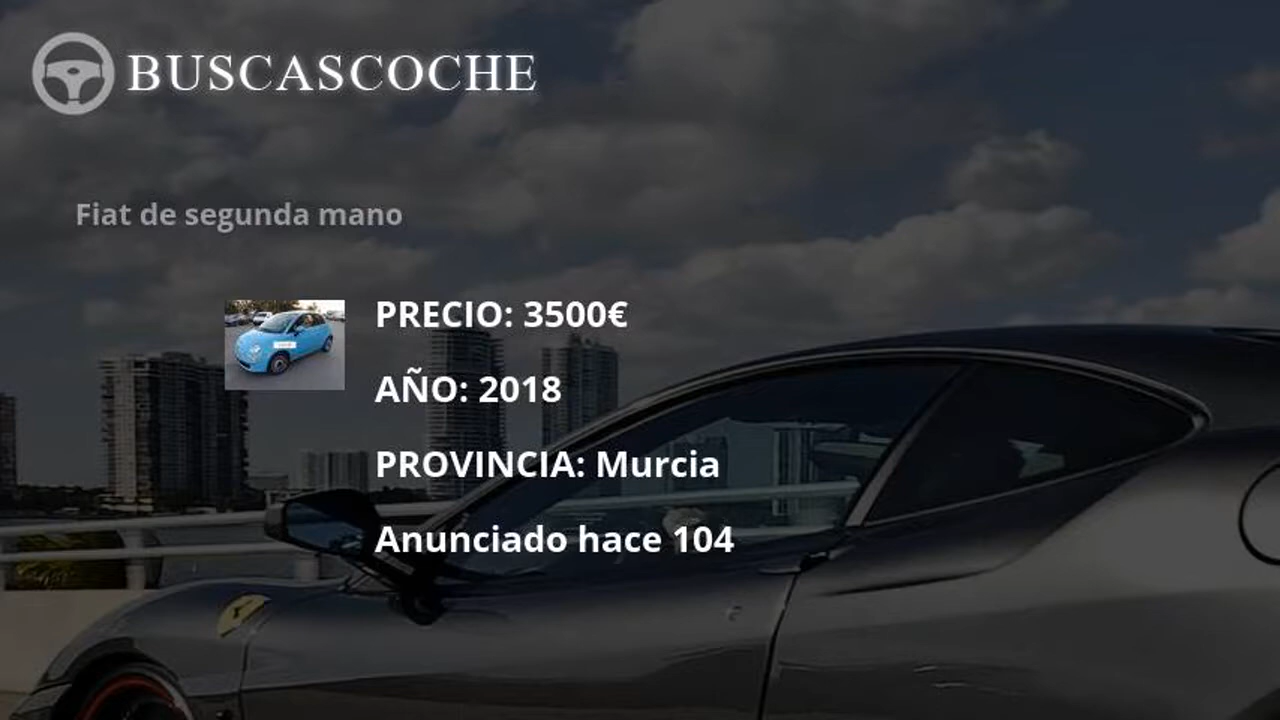 BUSCASCOCHE
Fiat de segunda mano
PRECIO: 3500€
AÑO: 2018
PROVINCIA: Murcia
Anunciado hace 104